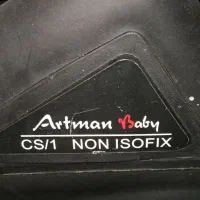 Artman Baby
CS/1 NON ISOFIX